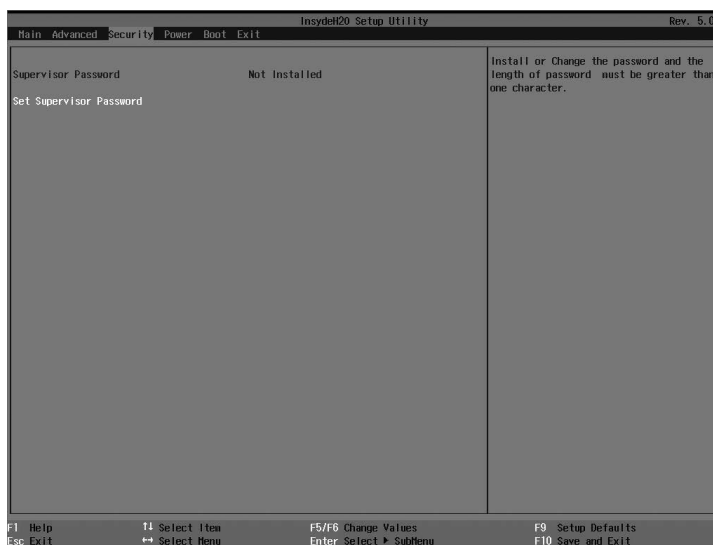 InsydeH20 Setup Utility Rev. 5.0
Main Advanced Security Power Boot Exit
Supervisor Password Not Installed
Set Supervisor Password
Install or Change the password and the
length of password must be greater than
one character.
F1 Help ↑↓ Select Item F5/F6 Change Values F9 Setup Defaults
Esc Exit ↔ Select Menu Enter Select ▶ SubMenu F10 Save and Exit